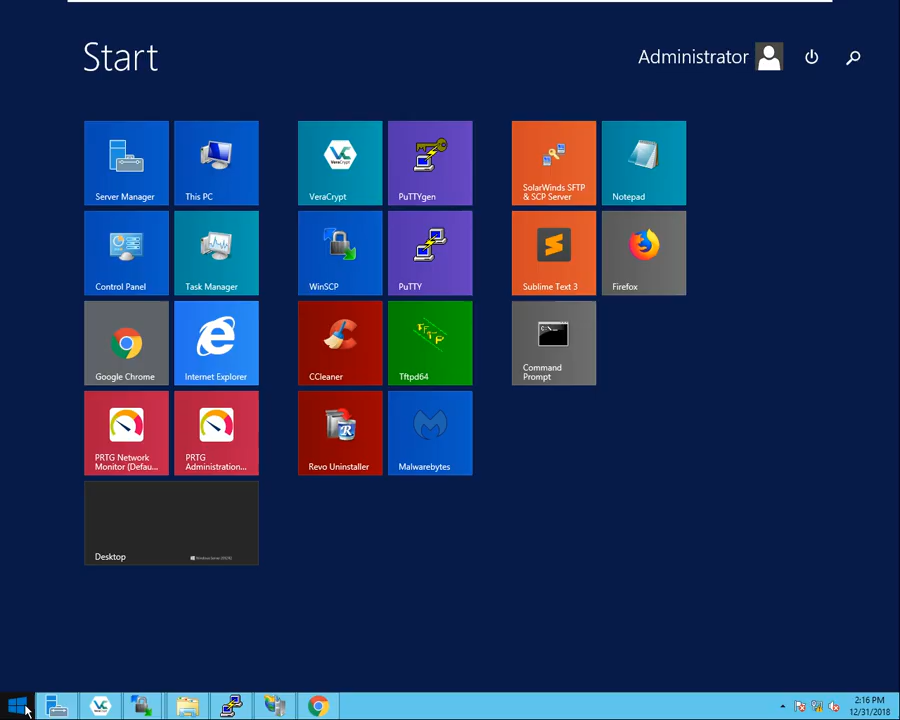 Start
Administrator
Server Manager
This PC
VeraCrypt
PuTTYgen
SolarWinds SFTP
& SCP Server
Notepad
Control Panel
Task Manager
WinSCP
PuTTY
Sublime Text 3
Firefox
Google Chrome
Internet Explorer
CCleaner
Tftpd64
Command
Prompt
PRTG Network
Monitor (Defau...
PRTG
Administration...
Revo Uninstaller
Malwarebytes
Desktop
2:16 PM
12/31/2018